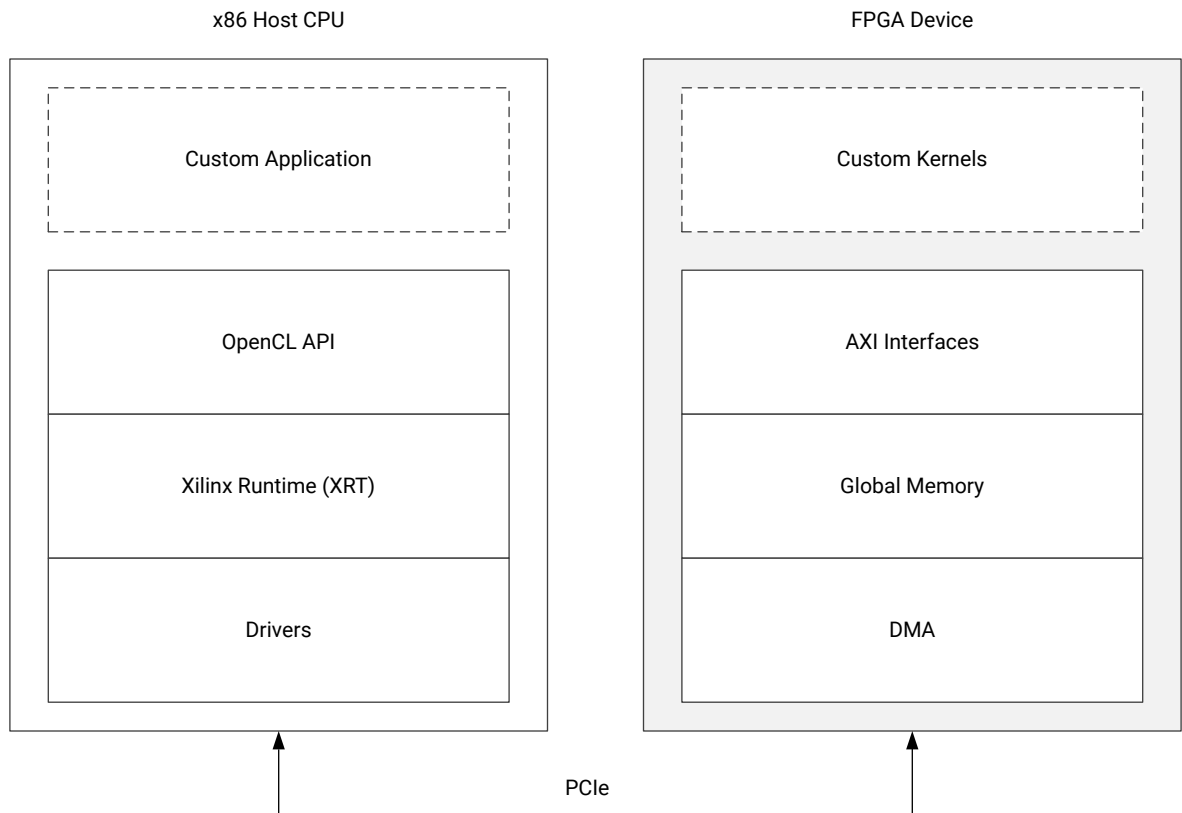 x86 Host CPU
Custom Application
OpenCL API
Xilinx Runtime (XRT)
Drivers
FPGA Device
Custom Kernels
AXI Interfaces
Global Memory
DMA
PCIe